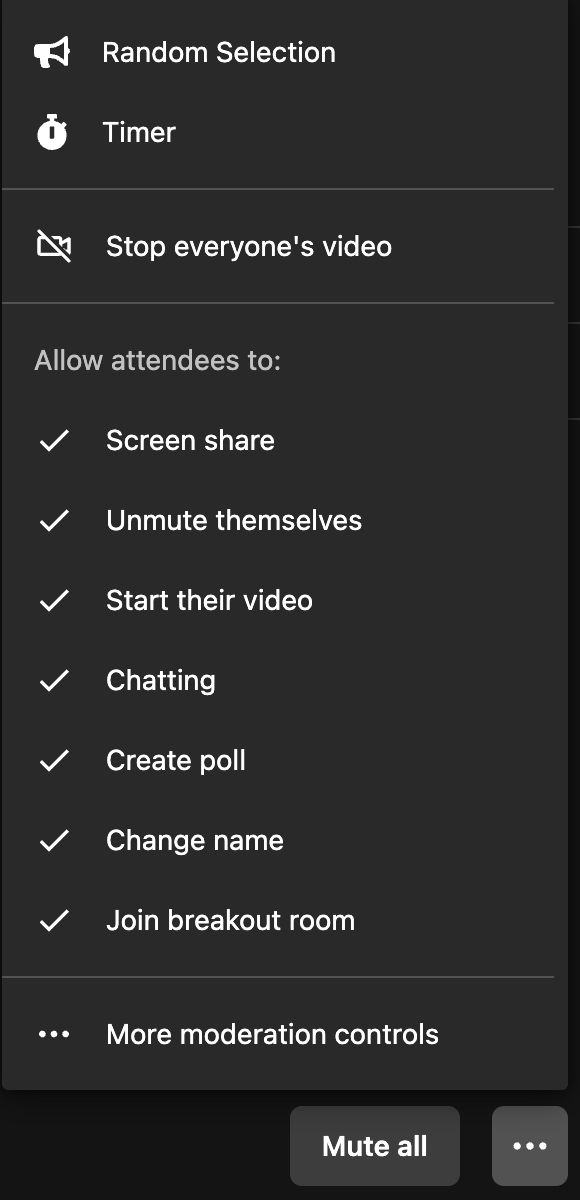 Random Selection
Timer
Stop everyone's video
Allow attendees to:
Screen share
Unmute themselves
Start their video
Chatting
Create poll
Change name
Join breakout room
More moderation controls
Mute all